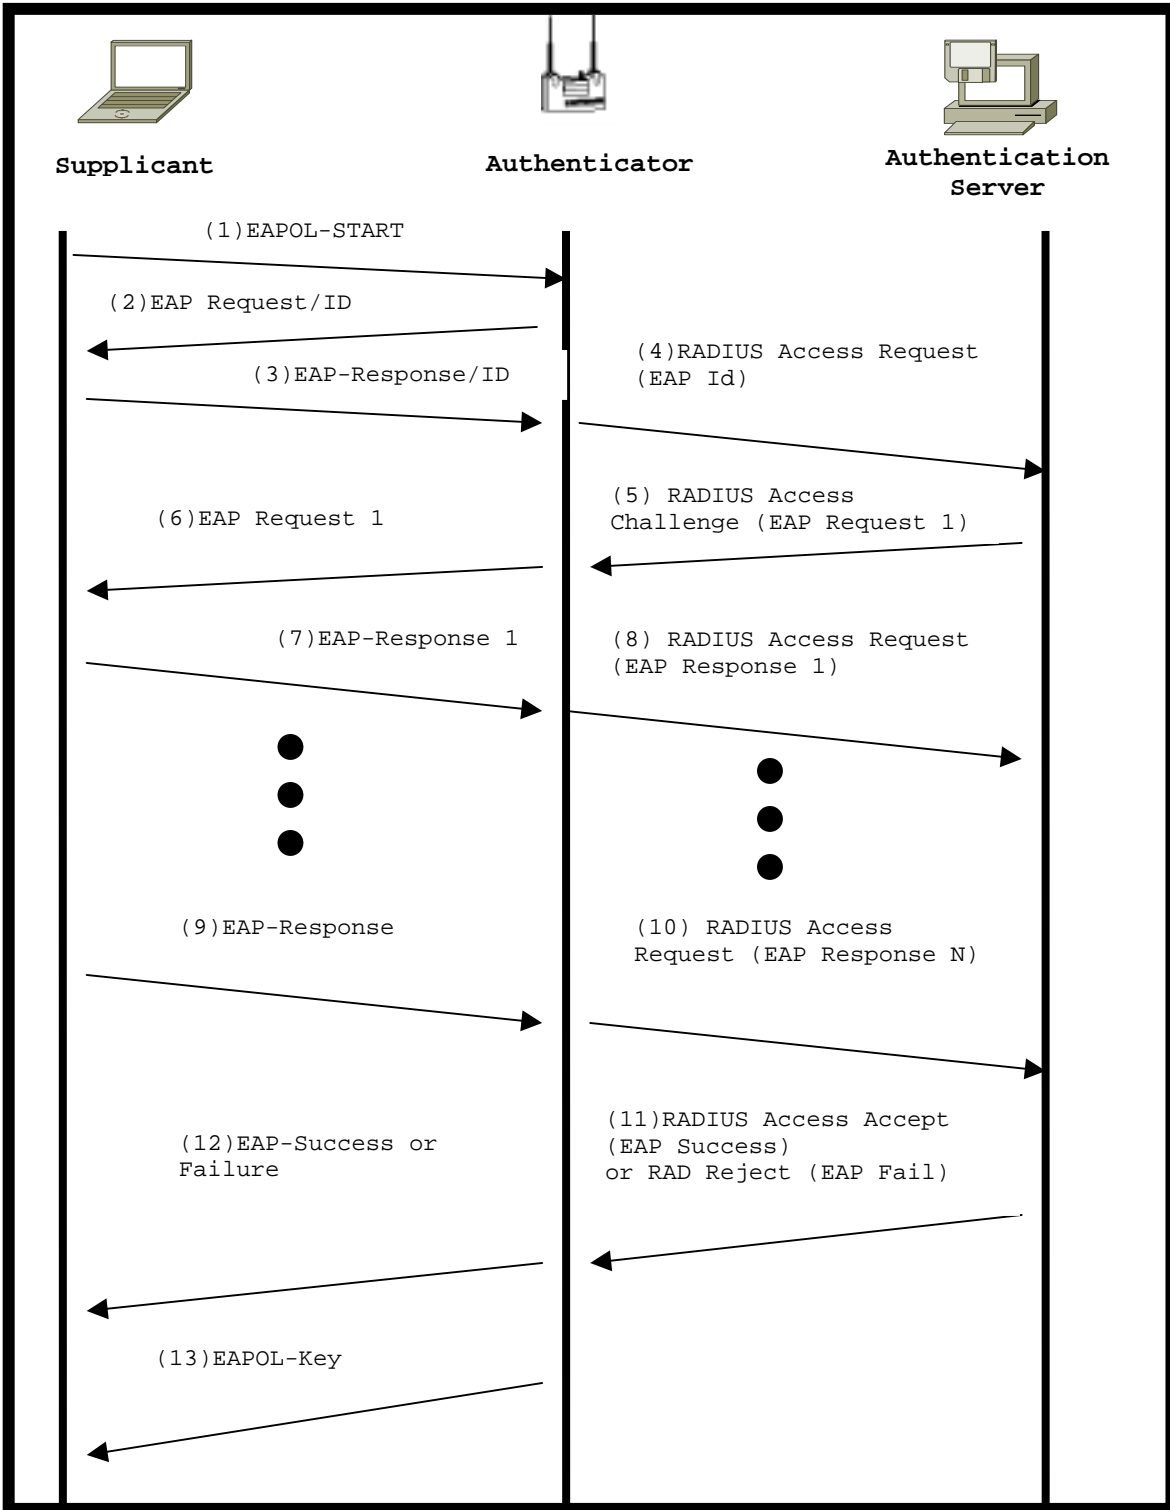 Supplicant
Authenticator
Authentication
Server
(1)EAPOL-START
(2)EAP Request/ID
(3)EAP-Response/ID
(4)RADIUS Access Request
(EAP Id)
(5) RADIUS Access
Challenge (EAP Request 1)
(6)EAP Request 1
(7)EAP-Response 1
(8) RADIUS Access Request
(EAP Response 1)
(9)EAP-Response
(10) RADIUS Access
Request (EAP Response N)
(11)RADIUS Access Accept
(EAP Success)
or RAD Reject (EAP Fail)
(12)EAP-Success or
Failure
(13)EAPOL-Key